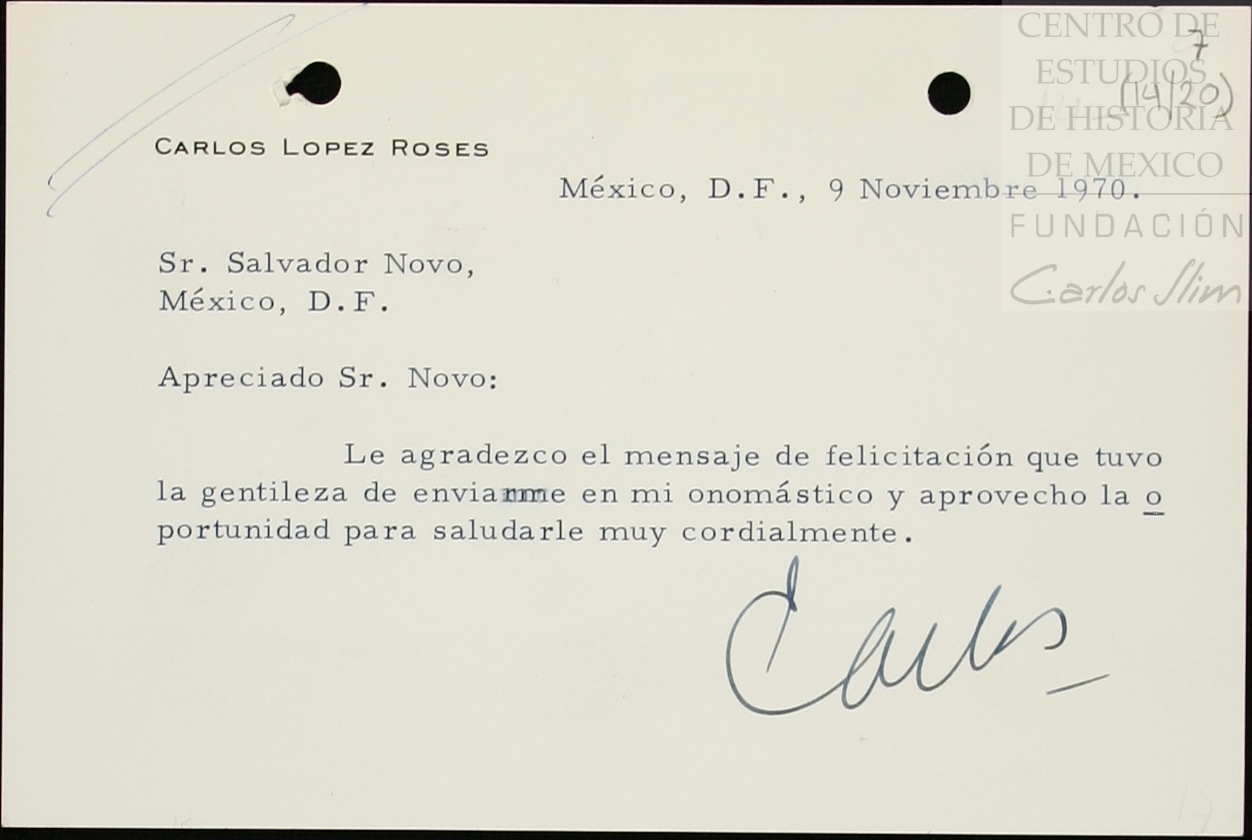 CENTRO DE
ESTUDIOS
DE HISTORIA
DE MEXICO
FUNDACIÓN
Carlos Slim
7
(14/20)
CARLOS LOPEZ ROSES
México, D.F., 9 Noviembre 1970.
Sr. Salvador Novo,
México, D.F.
Apreciado Sr. Novo:
Le agradezco el mensaje de felicitación que tuvo
la gentileza de enviarme en mi onomástico y aprovecho la o
portunidad para saludarle muy cordialmente.
Carlos